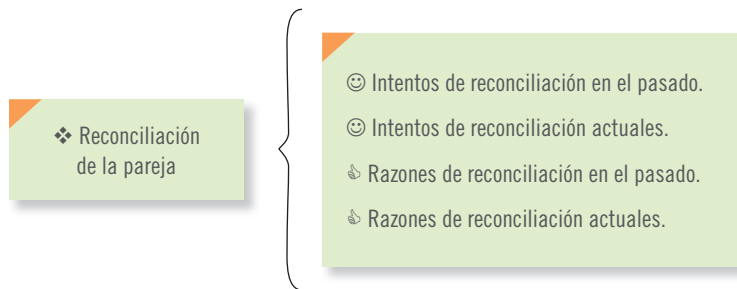 ❖ Reconciliación
de la pareja
☺ Intentos de reconciliación en el pasado.
☺ Intentos de reconciliación actuales.
👍 Razones de reconciliación en el pasado.
👍 Razones de reconciliación actuales.